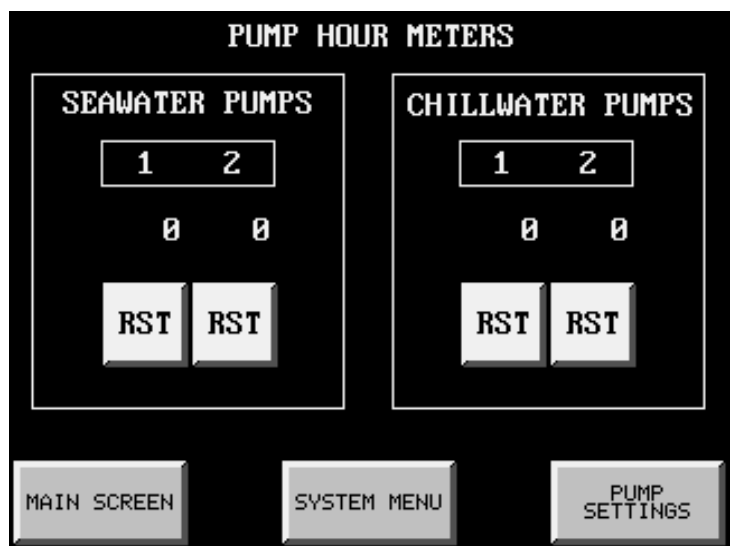 PUMP HOUR METERS
SEAWATER PUMPS
1 2
0 0
RST RST
CHILLWATER PUMPS
1 2
0 0
RST RST
MAIN SCREEN
SYSTEM MENU
PUMP
SETTINGS